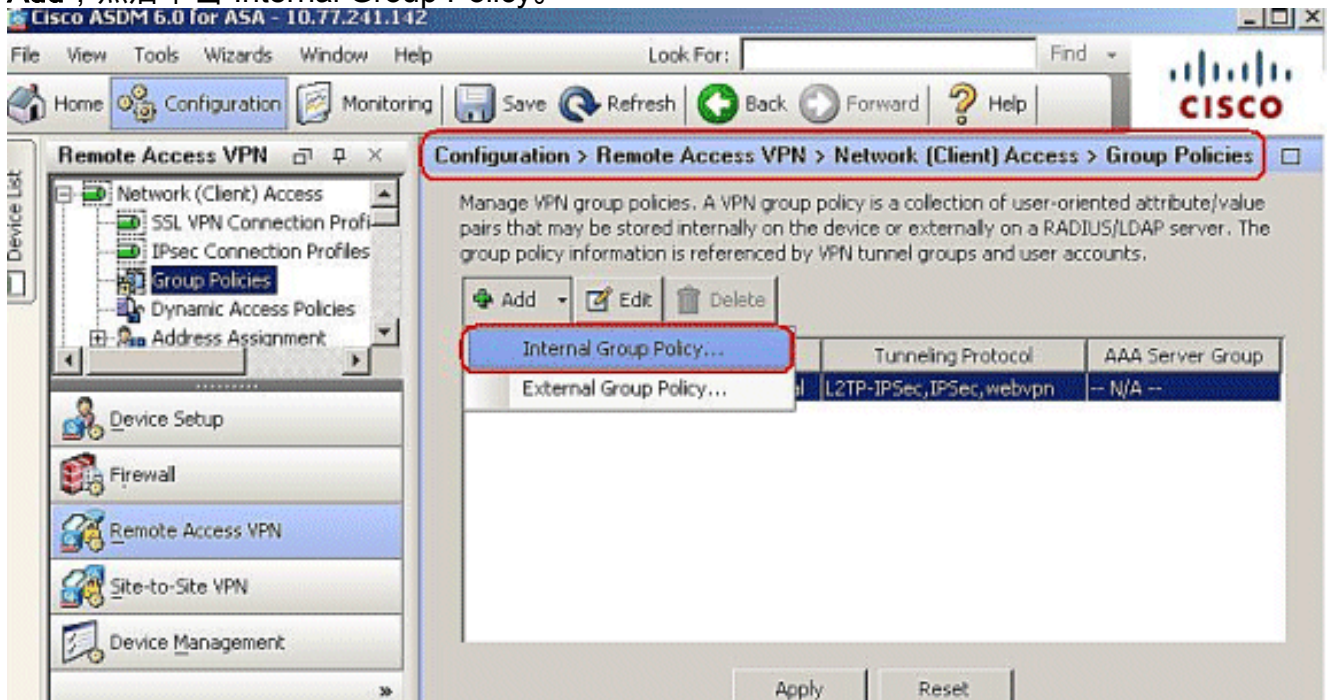 Cisco ASDM 6.0 for ASA - 10.77.241.142
File View Tools Wizards Window Help Look For: Find
Home Configuration Monitoring Save Refresh Back Forward Help
CISCO
Device List
Remote Access VPN
Network (Client) Access
SSL VPN Connection Profi
IPsec Connection Profiles
Group Policies
Dynamic Access Policies
Address Assignment
Device Setup
Firewall
Remote Access VPN
Site-to-Site VPN
Device Management
Configuration > Remote Access VPN > Network (Client) Access > Group Policies
Manage VPN group policies. A VPN group policy is a collection of user-oriented attribute/value
pairs that may be stored internally on the device or externally on a RADIUS/LDAP server. The
group policy information is referenced by VPN tunnel groups and user accounts.
Add Edit Delete
Internal Group Policy...
External Group Policy...
Tunneling Protocol AAA Server Group
L2TP-IPSec,IPSec,webvpn -- N/A --
Apply Reset